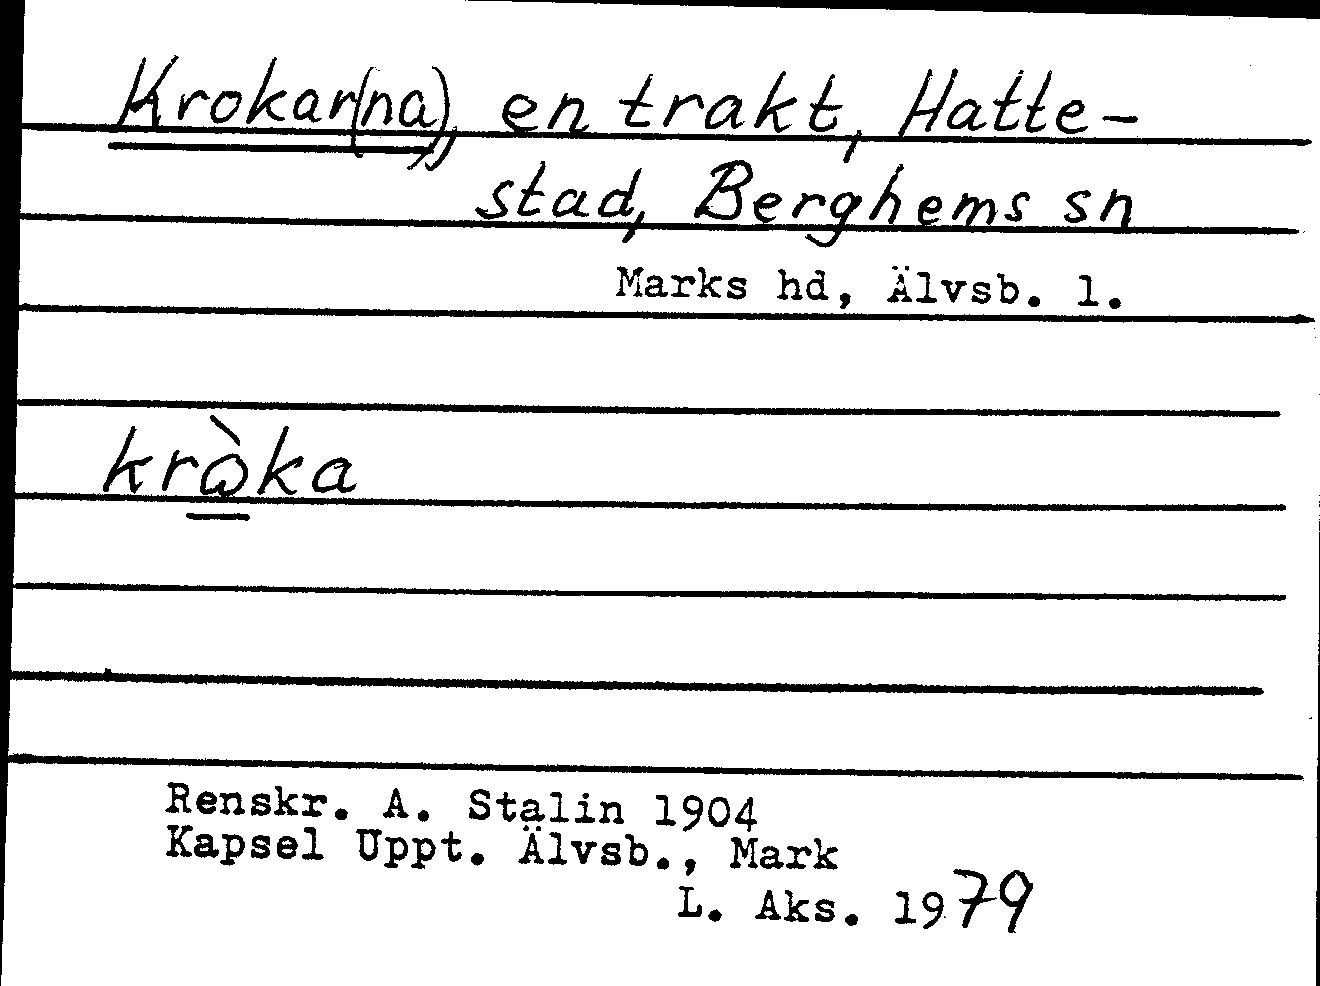 Krokar(na), en trakt, Hatte-
stad, Berghems sn
Marks hd, Älvsb. l.
krὼka
Renskr. A. Stalin 1904
Kapsel Uppt. Älvsb., Mark
L. Aks. 1979